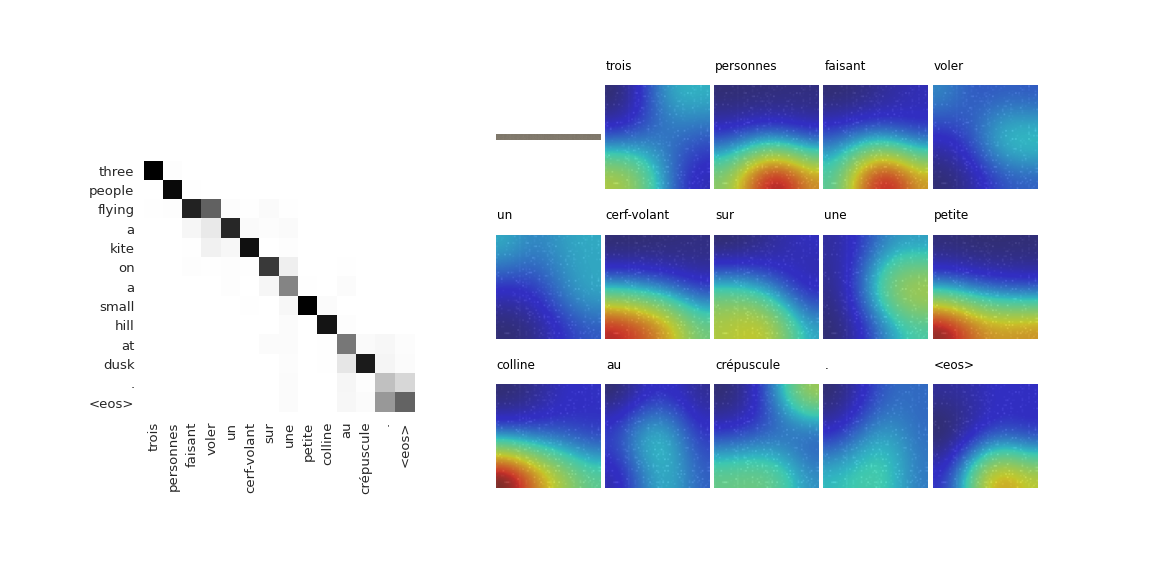 three
people
flying
a
kite
on
a
small
hill
at
dusk
.
<eos>
trois
personnes
faisant
voler
un
cerf-volant
sur
une
petite
colline
au
crépuscule
.
<eos>
trois personnes faisant voler
un cerf-volant sur une petite
colline au crépuscule . <eos>